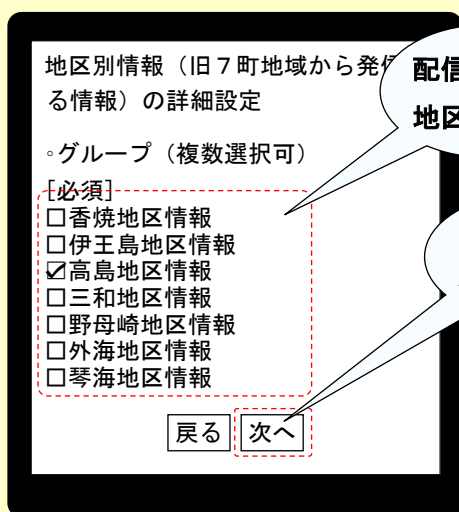 地区別情報（旧７町地域から発信
る情報）の詳細設定
◦グループ（複数選択可）
[必須]
□香焼地区情報
□伊王島地区情報
☑高島地区情報
□三和地区情報
□野母崎地区情報
□外海地区情報
□琴海地区情報
戻る 次へ
配信
地区